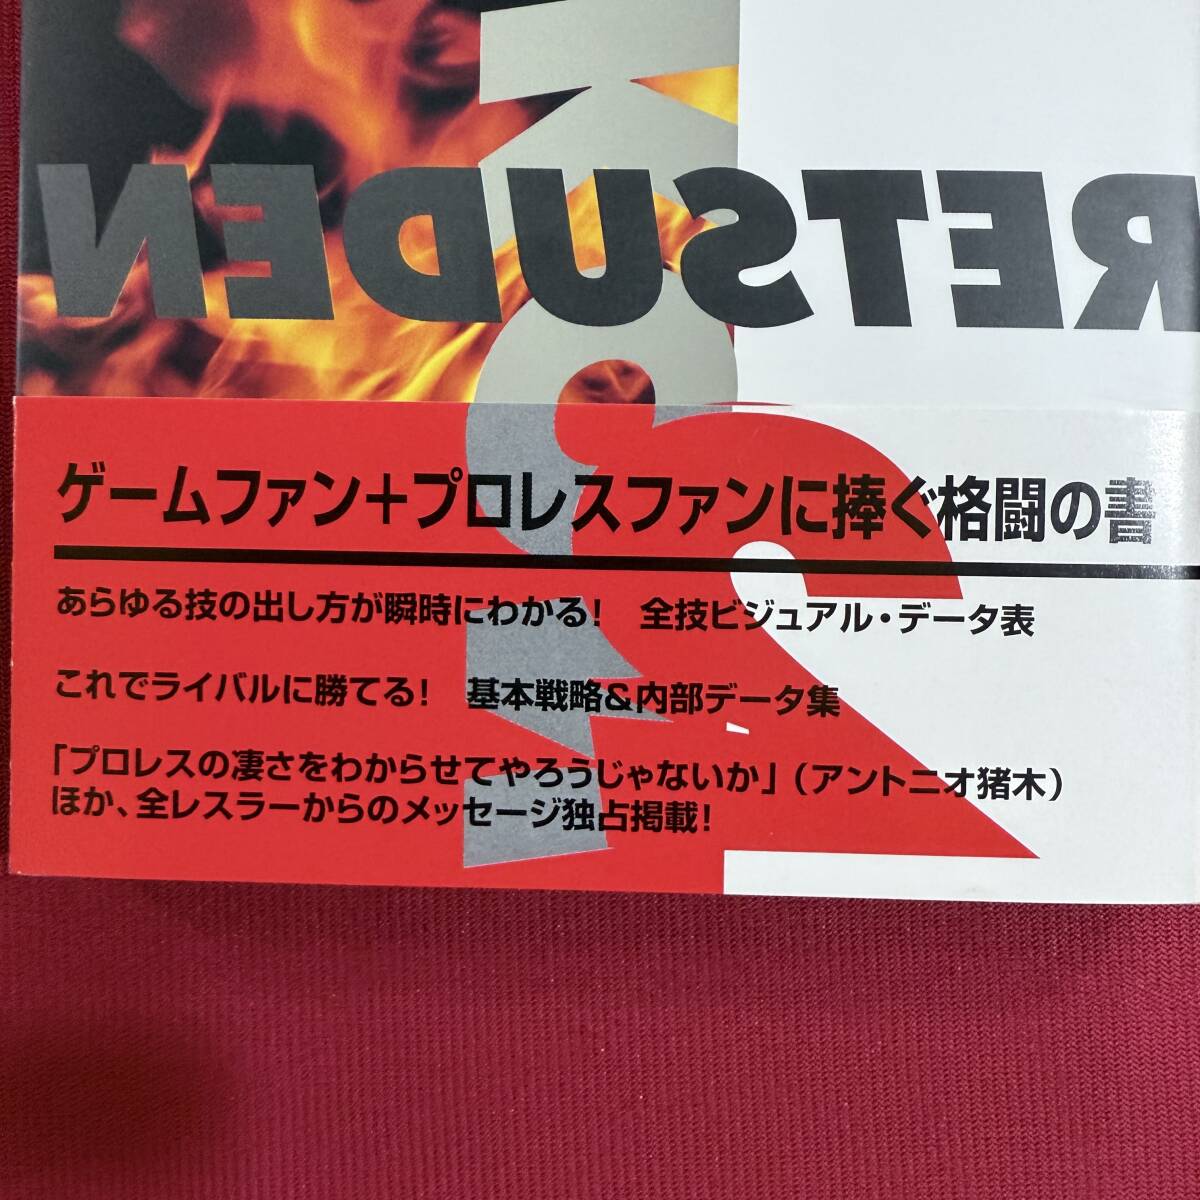 RETSUDEN
ゲームファン+プロレスファンに捧ぐ格闘の書
あらゆる技の出し方が瞬時にわかる! 全技ビジュアル・データ表
これでライバルに勝てる! 基本戦略&内部データ集
「プロレスの凄さをわからせてやろうじゃないか」(アントニオ猪木)
ほか、全レスラーからのメッセージ独占掲載!